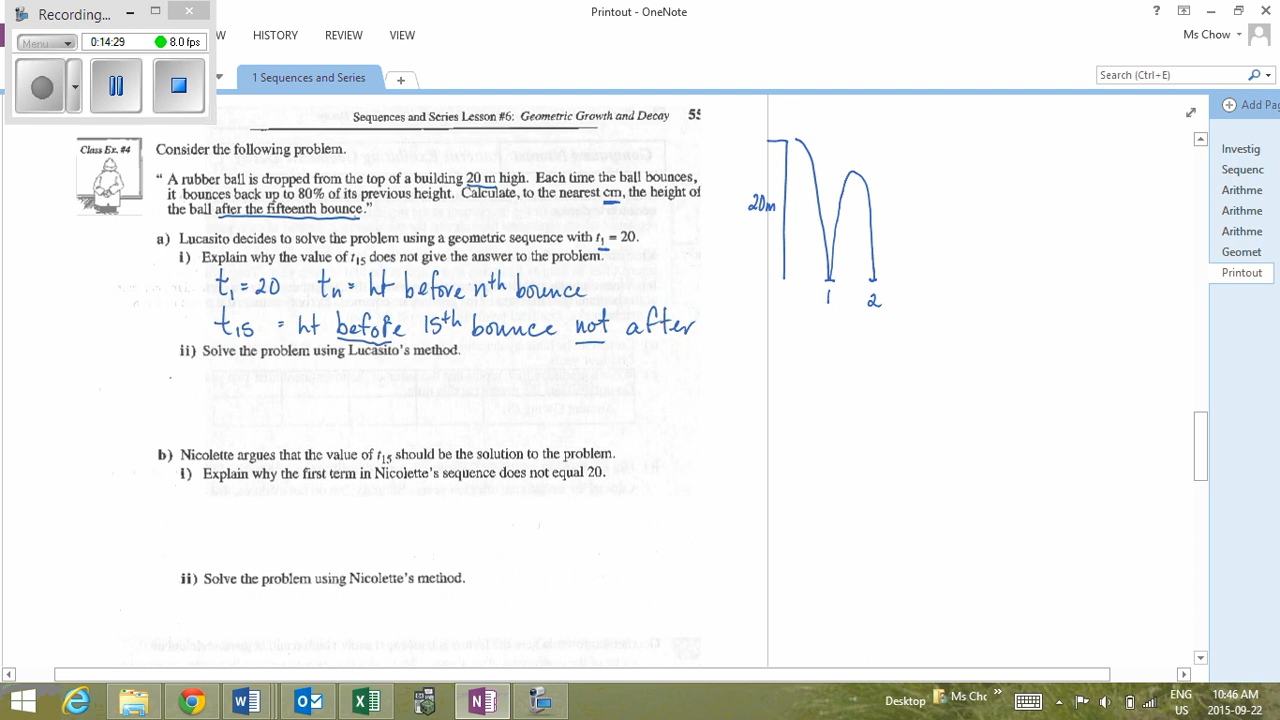 Recording...
Printout - OneNote
Menu
0:14:29
8.0 fps
W
HISTORY
REVIEW
VIEW
Ms Chow
1 Sequences and Series
Search (Ctrl+E)
Add Pag
Sequences and Series Lesson #6: Geometric Growth and Decay 55
Class Ex. #4
Consider the following problem.
" A rubber ball is dropped from the top of a building 20 m high. Each time the ball bounces,
it bounces back up to 80% of its previous height. Calculate, to the nearest cm, the height of
the ball after the fifteenth bounce."
a) Lucasito decides to solve the problem using a geometric sequence with t1 = 20.
i) Explain why the value of t15 does not give the answer to the problem.
t1 = 20 tn = ht before nth bounce
t15 = ht before 15th bounce not after
ii) Solve the problem using Lucasito's method.
b) Nicolette argues that the value of t15 should be the solution to the problem.
i) Explain why the first term in Nicolette's sequence does not equal 20.
ii) Solve the problem using Nicolette's method.
20m
1 2
Investig
Sequenc
Arithme
Arithme
Arithme
Geomet
Printout
Desktop
Ms Chc
ENG
US
10:46 AM
2015-09-22